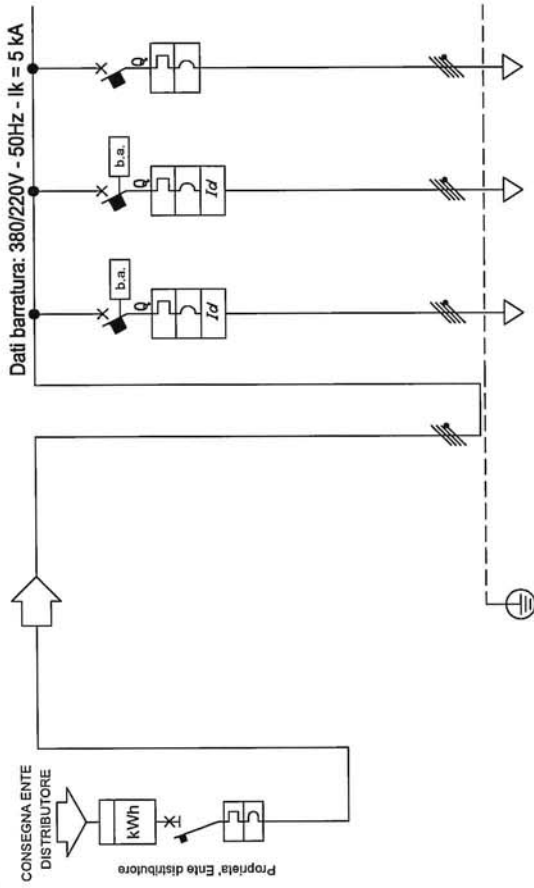 Dati barratura: 380/220V - 50Hz - Ik = 5 kA
b.a.
b.a.
Q
Q
Q
Id
Id
CONSEGNA ENTE
DISTRIBUTORE
kWh
Proprieta' Ente distributore